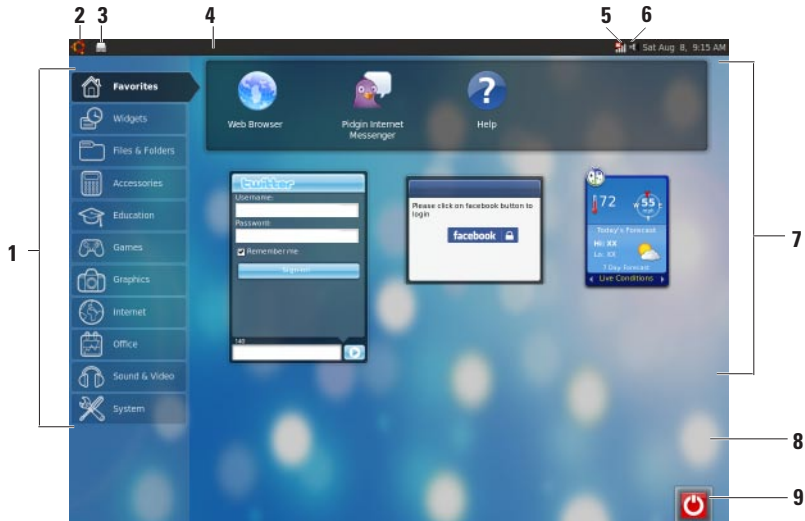 2 3 4 5 6
Sat Aug 8, 9:15 AM
1
Favorites
Widgets
Files & Folders
Accessories
Education
Games
Graphics
Internet
Office
Sound & Video
System
Web Browser
Pidgin Internet
Messenger
?
Help
twitter
Username:
Password:
Remember me
140
Please click on facebook button to
login
facebook
72
W 55 E
mph
Today's Forecast
Hi: XX
Lo: XX
7 Day Forecast
Live Conditions
7
8
9